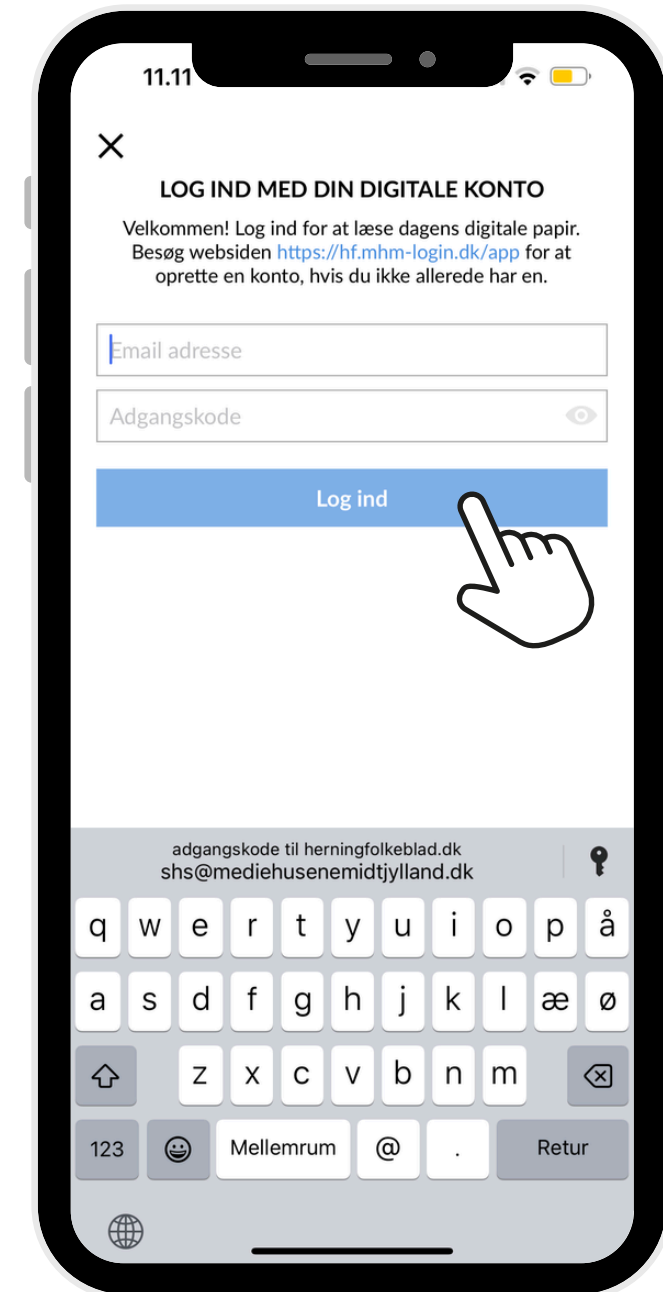 11.11
LOG IND MED DIN DIGITALE KONTO
Velkommen! Log ind for at læse dagens digitale papir.
Besøg websiden https://hf.mhm-login.dk/app for at
oprette en konto, hvis du ikke allerede har en.
Email adresse
Adgangskode
Log ind
adgangskode til herningfolkeblad.dk
shs@mediehusenemidtjylland.dk
q w e r t y u i o p å
a s d f g h j k l æ ø
z x c v b n m
123 Mellemrum @ . Retur